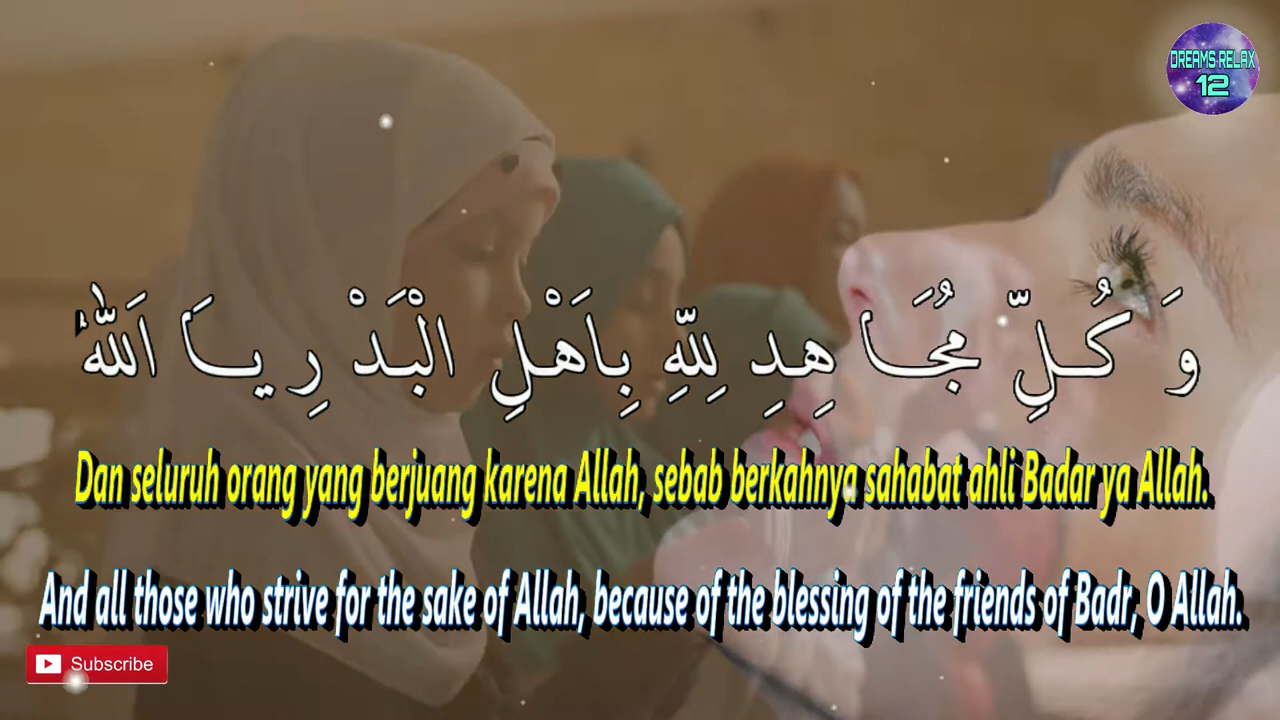 DREAMS RELAX
12
وَ كُلِّ مُجَاهِدِ لِلّٰهِ بِاَهْلِ الْبَدْرِ يَا اَللهُ
Dan seluruh orang yang berjuang karena Allah, sebab berkahnya sahabat ahli Badar ya Allah.
And all those who strive for the sake of Allah, because of the blessing of the friends of Badr, O Allah.
Subscribe